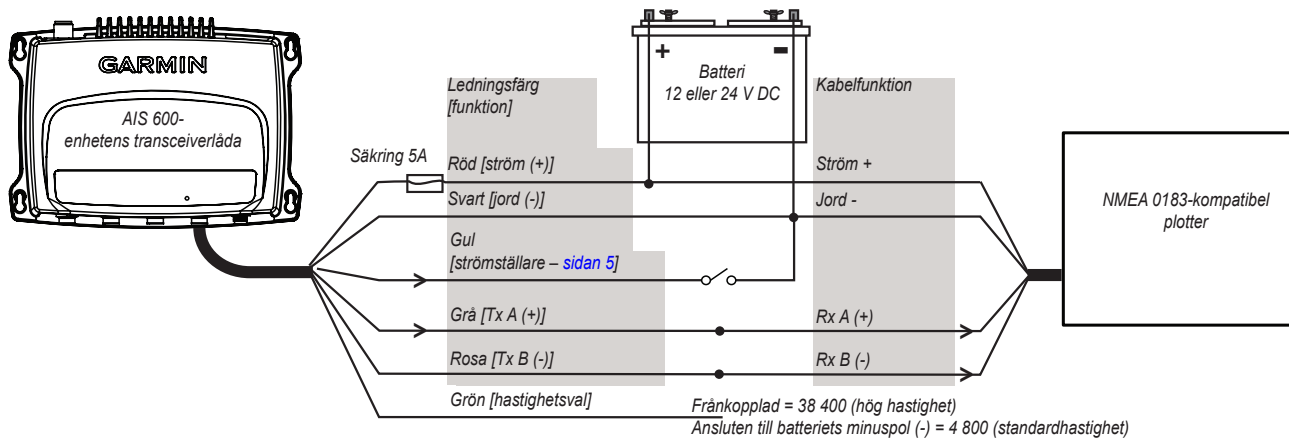 GARMIN
AIS 600-
enhetens transceiverlåda
Säkring 5A
Ledningsfärg
[funktion]
Röd [ström (+)]
Svart [jord (-)]
Gul
[strömställare – sidan 5]
Grå [Tx A (+)]
Rosa [Tx B (-)]
Grön [hastighetsval]
+
-
Batteri
12 eller 24 V DC
Kabelfunktion
Ström +
Jord -
Rx A (+)
Rx B (-)
Frånkopplad = 38 400 (hög hastighet)
Ansluten till batteriets minuspol (-) = 4 800 (standardhastighet)
NMEA 0183-kompatibel
plotter